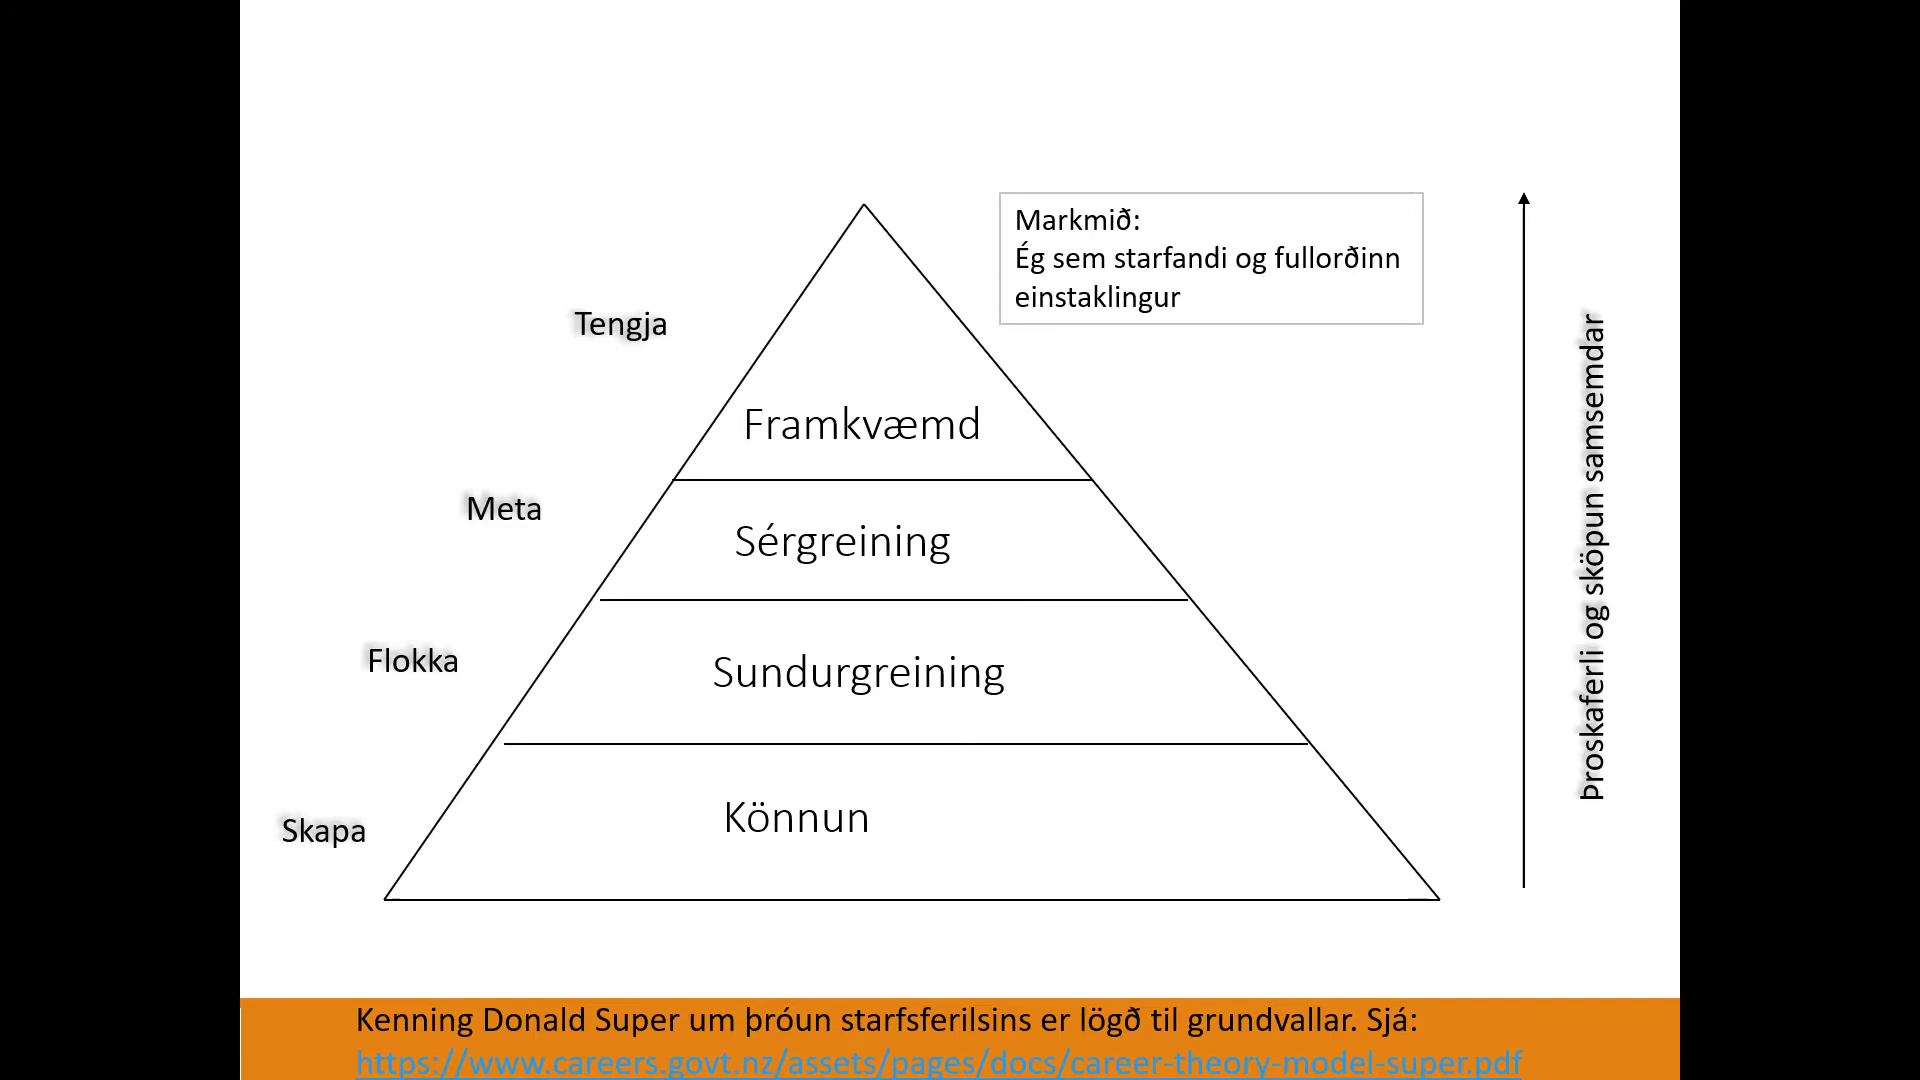 Markmið:
Ég sem starfandi og fullorðinn
einstaklingur
Tengja
Framkvæmd
Meta
Sérgreining
Flokka
Sundurgreining
Skapa
Könnun
Þroskaferli og sköpun samsemdar
Kenning Donald Super um þróun starfsferilsins er lögð til grundvallar. Sjá:
https://www.careers.govt.nz/assets/pages/docs/career-theory-model-super.pdf